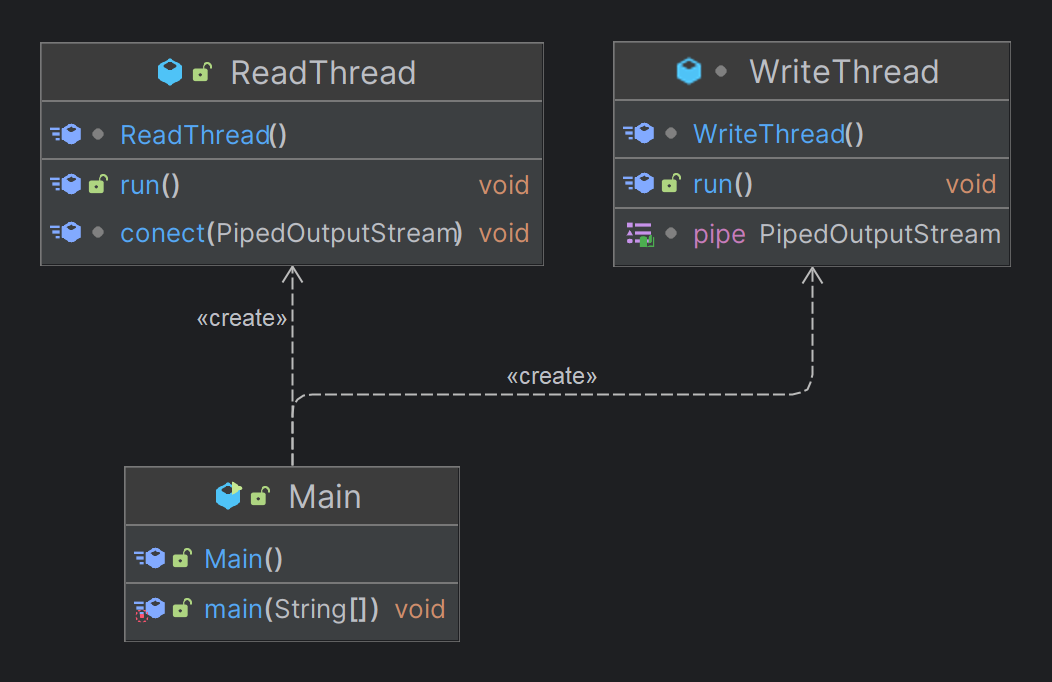 ReadThread
ReadThread()
run() void
conect(PipedOutputStream) void
WriteThread
WriteThread()
run() void
pipe PipedOutputStream
«create»
«create»
Main
Main()
main(String[]) void